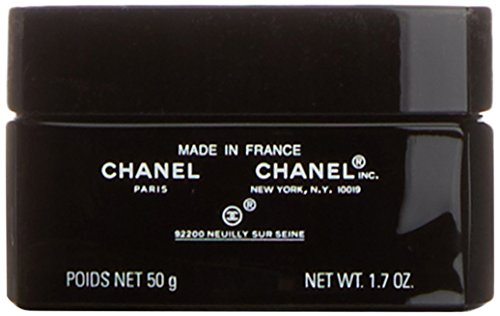 MADE IN FRANCE
CHANEL CHANEL® INC.
PARIS NEW YORK, N.Y. 10019
®
92200 NEUILLY SUR SEINE
POIDS NET 50 g NET WT. 1.7 OZ.